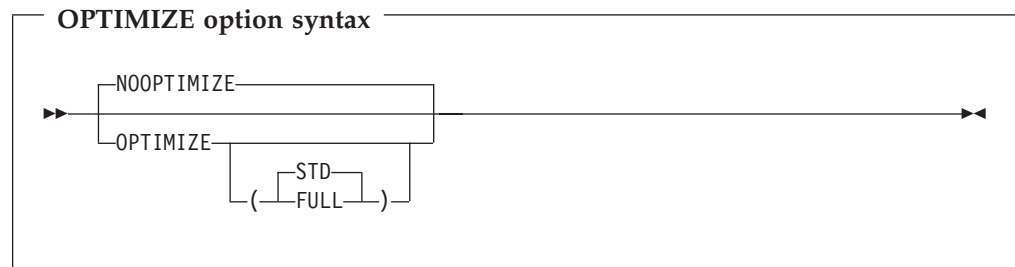 OPTIMIZE option syntax
NOOPTIMIZE
OPTIMIZE
STD
( FULL )